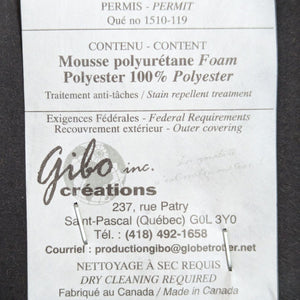 PERMIS - PERMIT
Qué no 1510-119
CONTENU - CONTENT
Mousse polyurétane Foam
Polyester 100% Polyester
Traitement anti-tâches / Stain repellent treatment
Exigences Fédérales - Federal Requirements
Recouvrement extérieur - Outer covering
Gibo inc.
créations
237, rue Patry
Saint-Pascal (Québec) G0L 3Y0
Tél. : (418) 492-1658
Courriel : productiongibo@globetrotter.net
NETTOYAGE À SEC REQUIS
DRY CLEANING REQUIRED
Fabriqué au Canada / Made in Canada